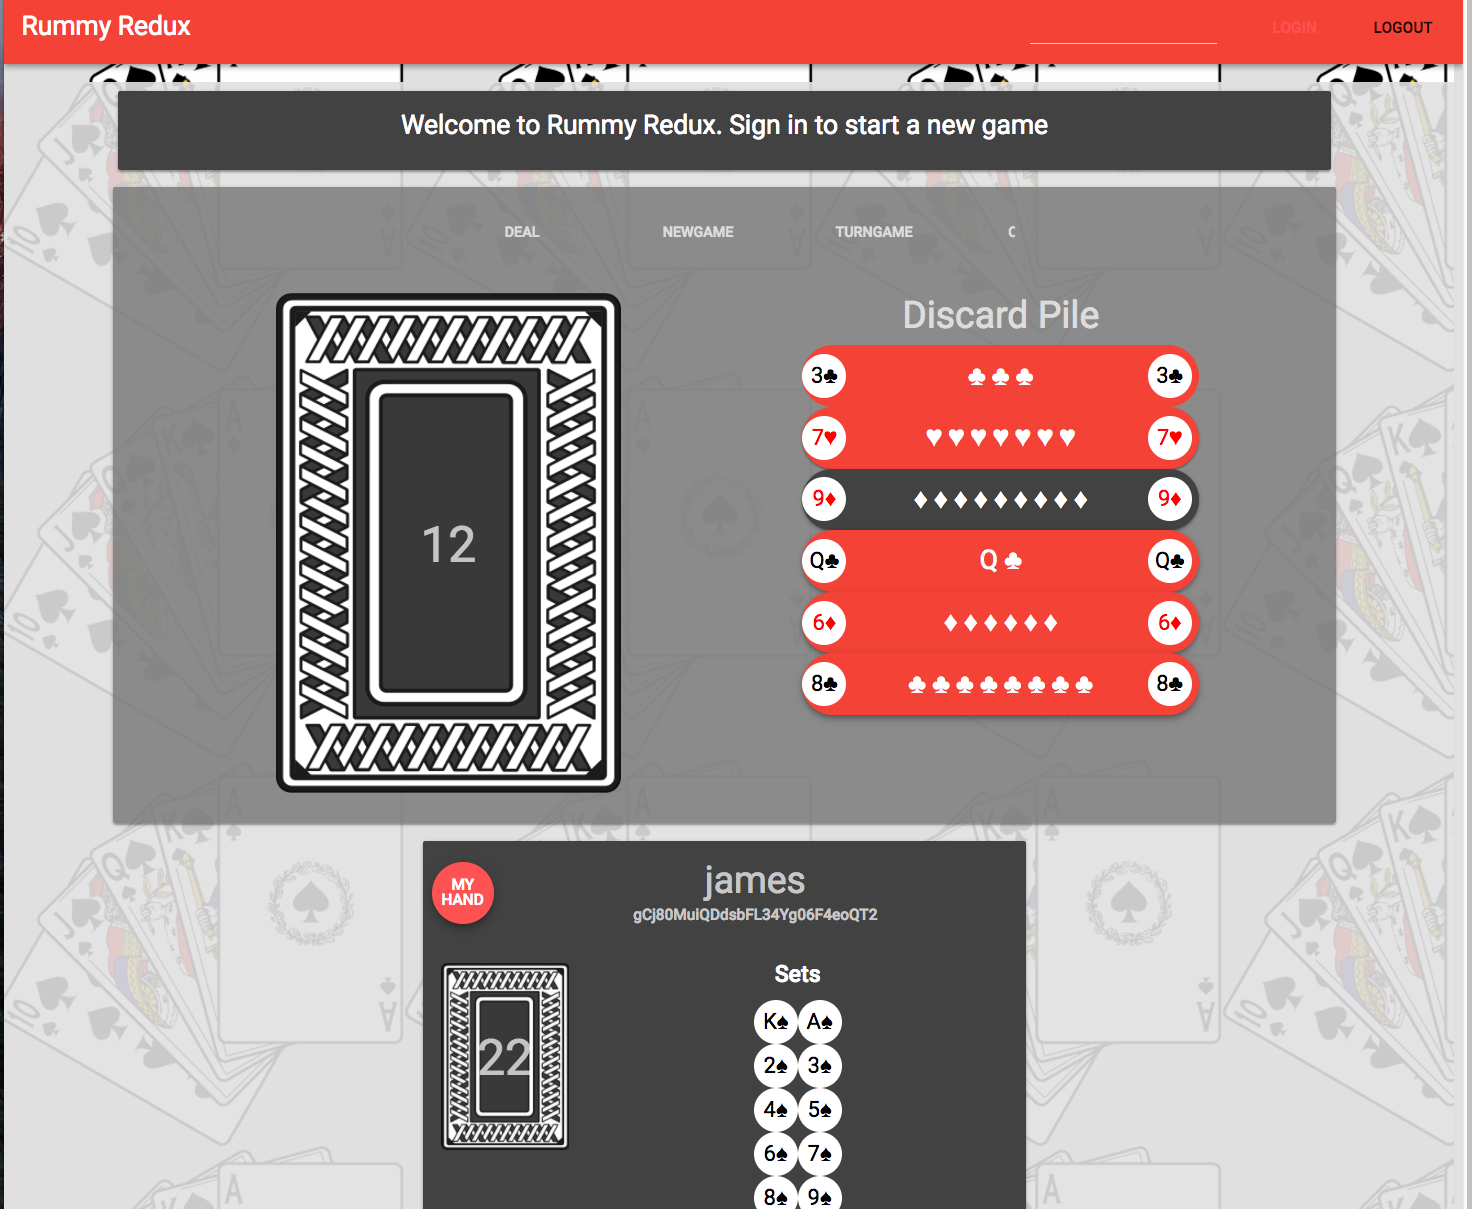 Rummy Redux
LOGIN
LOGOUT
Welcome to Rummy Redux. Sign in to start a new game
DEAL
NEWGAME
TURNGAME
12
Discard Pile
3♣ ♣♣♣ 3♣
7♥ ♥♥♥♥♥♥♥ 7♥
9♦ ♦♦♦♦♦♦♦♦♦ 9♦
Q♣ Q♣ Q♣
6♦ ♦♦♦♦♦♦ 6♦
8♣ ♣♣♣♣♣♣♣♣ 8♣
MY
HAND
james
gCj80MuiQDdsbFL34Yg06F4eoQT2
22
Sets
K♠ A♠
2♠ 3♠
4♠ 5♠
6♠ 7♠
8♠ 9♠